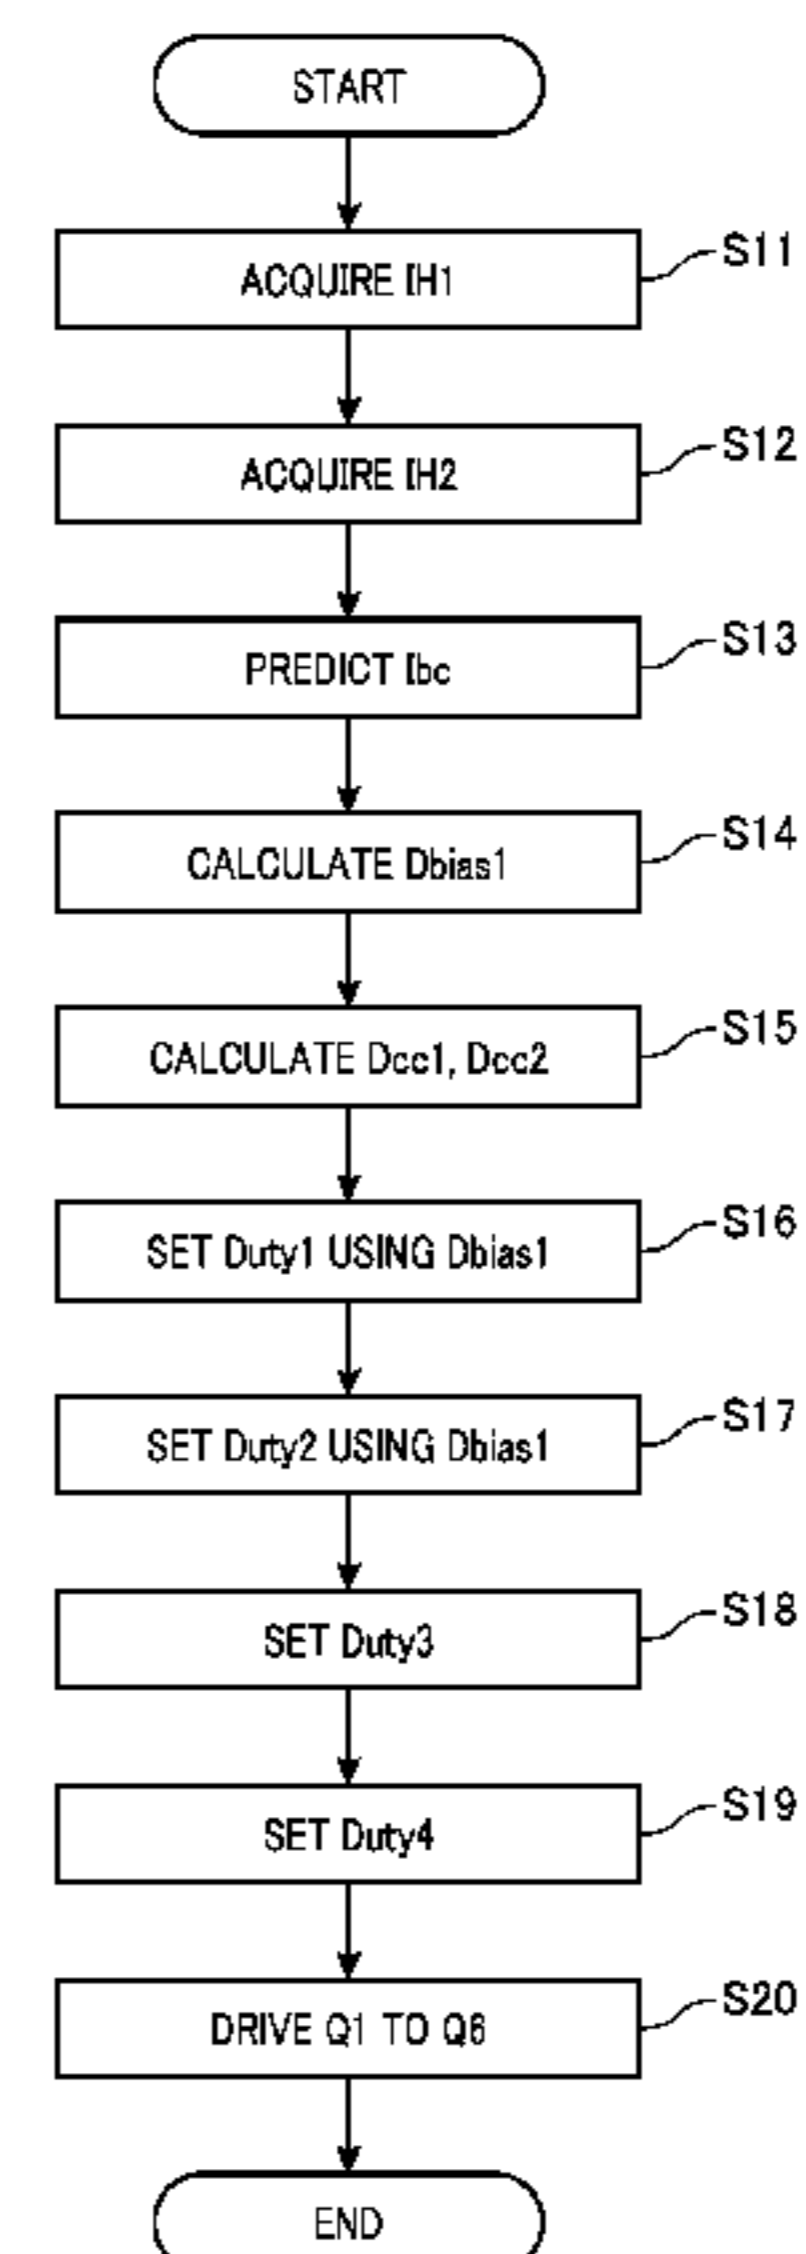 START
ACQUIRE IH1
S11
ACQUIRE IH2
S12
PREDICT Ibc
S13
CALCULATE Dbias1
S14
CALCULATE Dcc1, Dcc2
S15
SET Duty1 USING Dbias1
S16
SET Duty2 USING Dbias1
S17
SET Duty3
S18
SET Duty4
S19
DRIVE Q1 TO Q6
S20
END